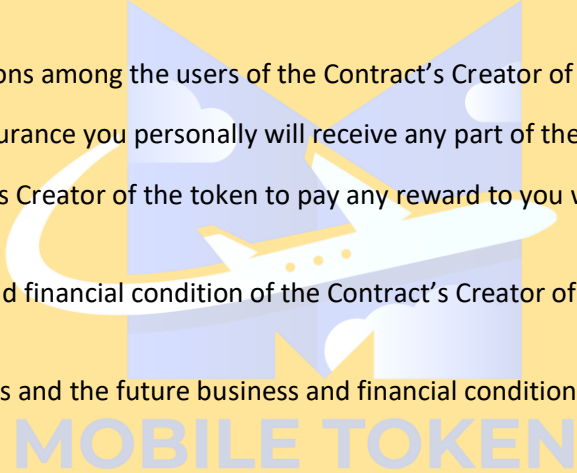 ons among the users of the Contract’s Creator of
urance you personally will receive any part of the
s Creator of the token to pay any reward to you
d financial condition of the Contract’s Creator of
s and the future business and financial condition
MOBILE TOKEN